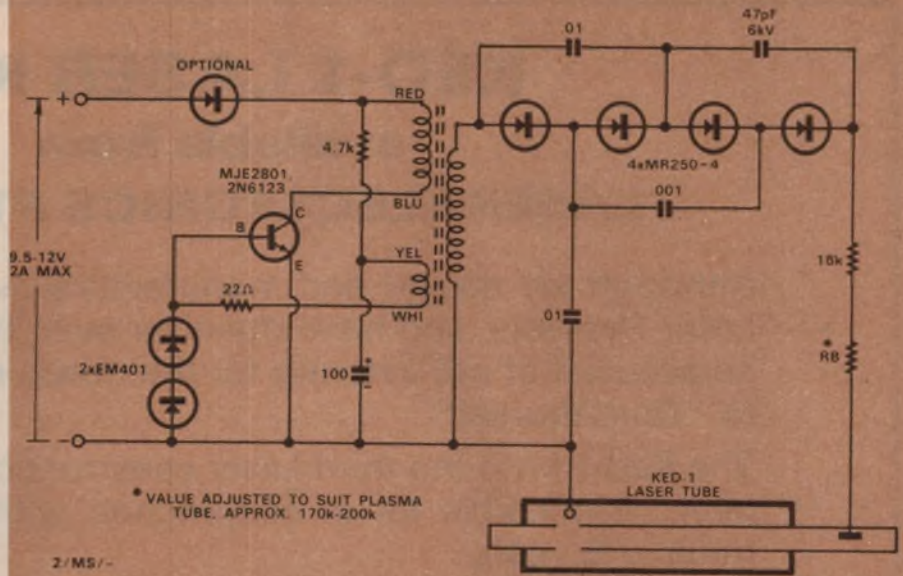 OPTIONAL
+
RED
4.7k
MJE2801,
2N6123
BLU
C
B
E
9.5-12V
2A MAX
YEL
22Ω
WHI
2xEM401
100
+
-
-
* VALUE ADJUSTED TO SUIT PLASMA
TUBE, APPROX. 170k-200k
2/MS/-
01
47pF
6kV
4xMR250-4
.001
01
*
RB
KED-1
LASER TUBE